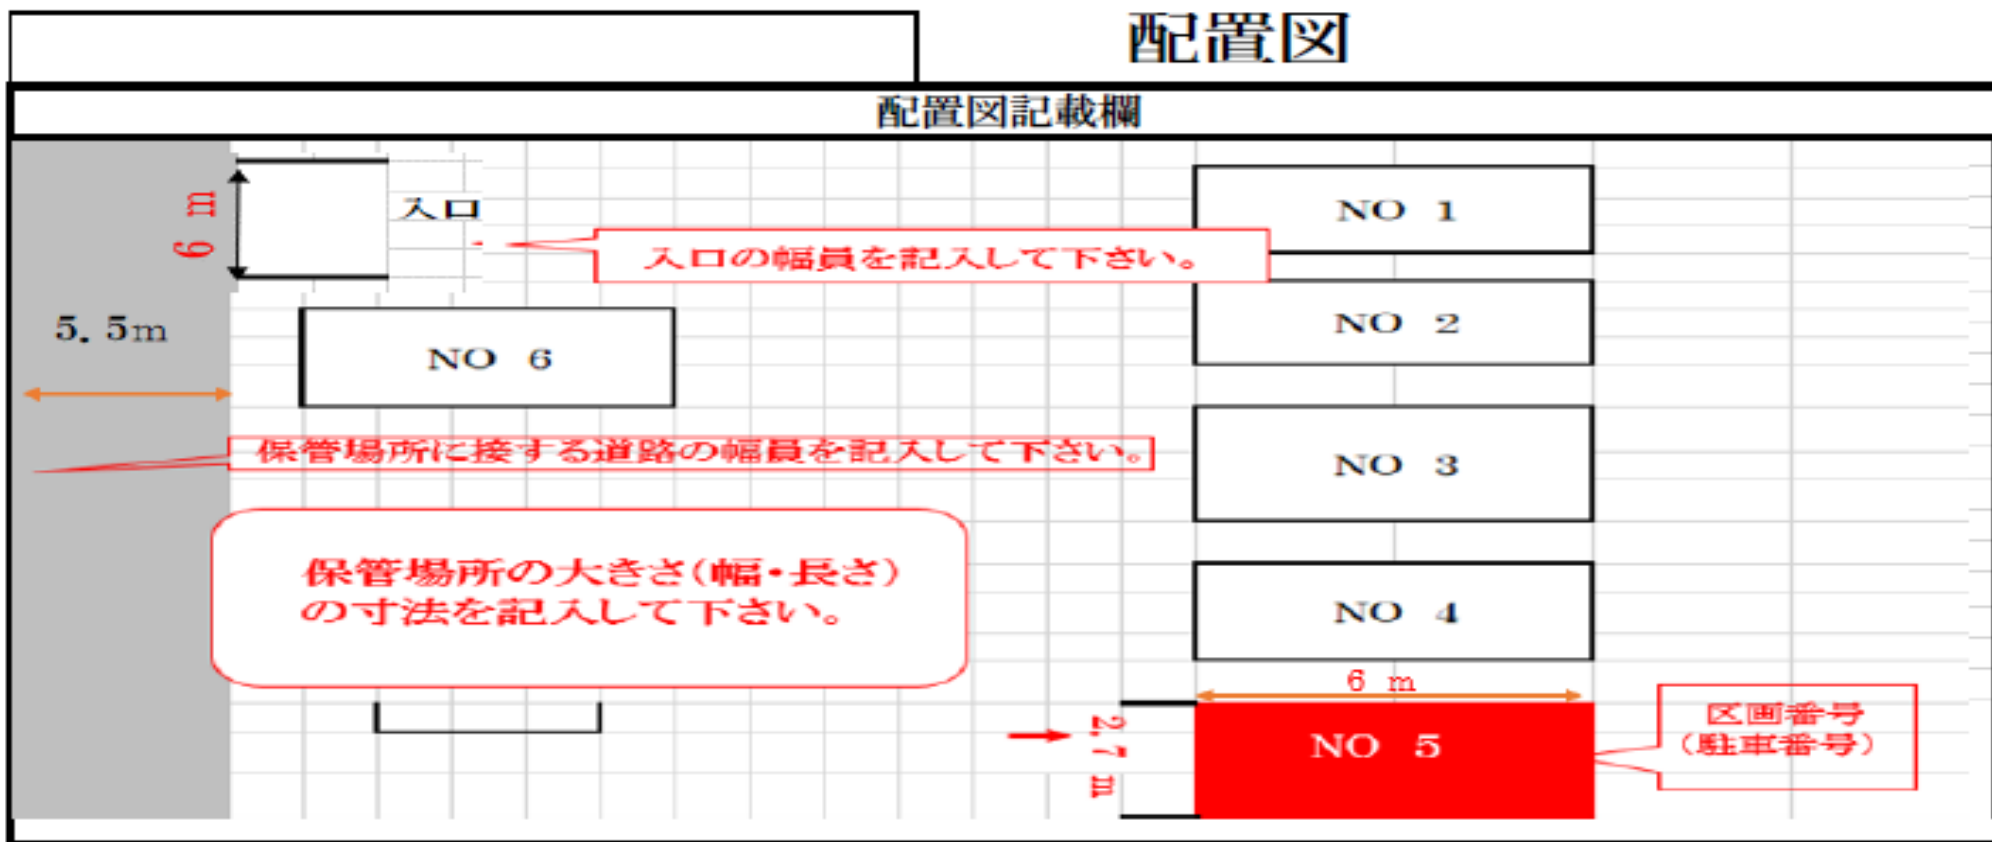 配置図
配置図記載欄
6 m
入口
入口の幅員を記入して下さい。
NO 1
NO 2
5.5m
NO 6
保管場所に接する道路の幅員を記入して下さい。
NO 3
保管場所の大きさ(幅・長さ)
の寸法を記入して下さい。
NO 4
6 m
2.7 m
NO 5
区画番号
(駐車番号)